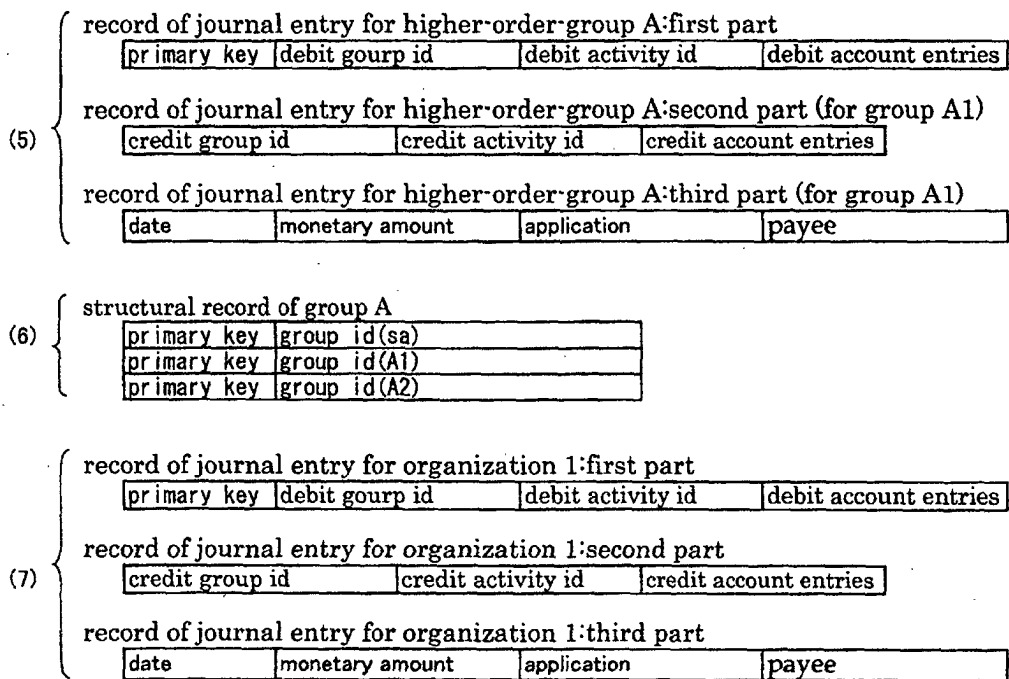 record of journal entry for higher-order-group A:first part
primary key debit gourp id debit activity id debit account entries
record of journal entry for higher-order-group A:second part (for group A1)
(5)
credit group id credit activity id credit account entries
record of journal entry for higher-order-group A:third part (for group A1)
date monetary amount application payee
structural record of group A
(6)
primary key group id(sa)
primary key group id(A1)
primary key group id(A2)
record of journal entry for organization 1:first part
primary key debit gourp id debit activity id debit account entries
record of journal entry for organization 1:second part
(7)
credit group id credit activity id credit account entries
record of journal entry for organization 1:third part
date monetary amount application payee